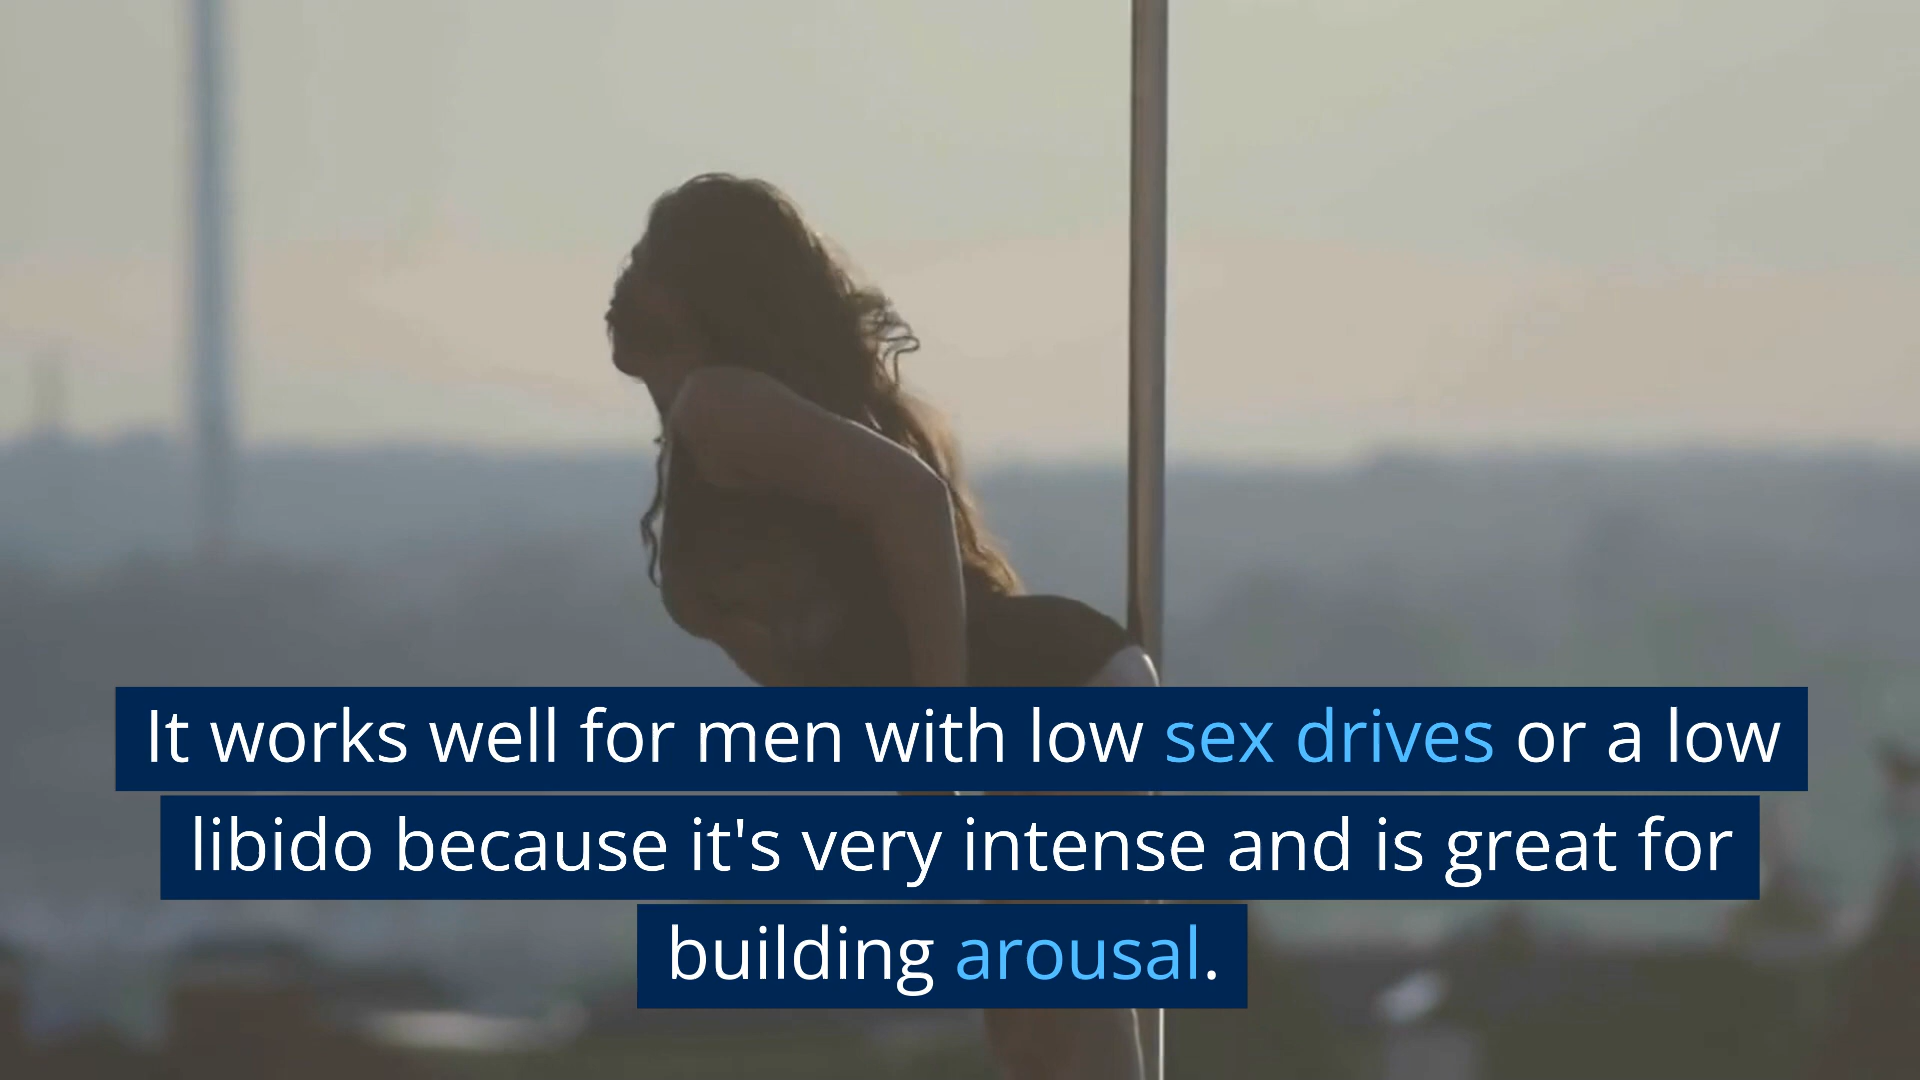 It works well for men with low sex drives or a low
libido because it's very intense and is great for
building arousal.